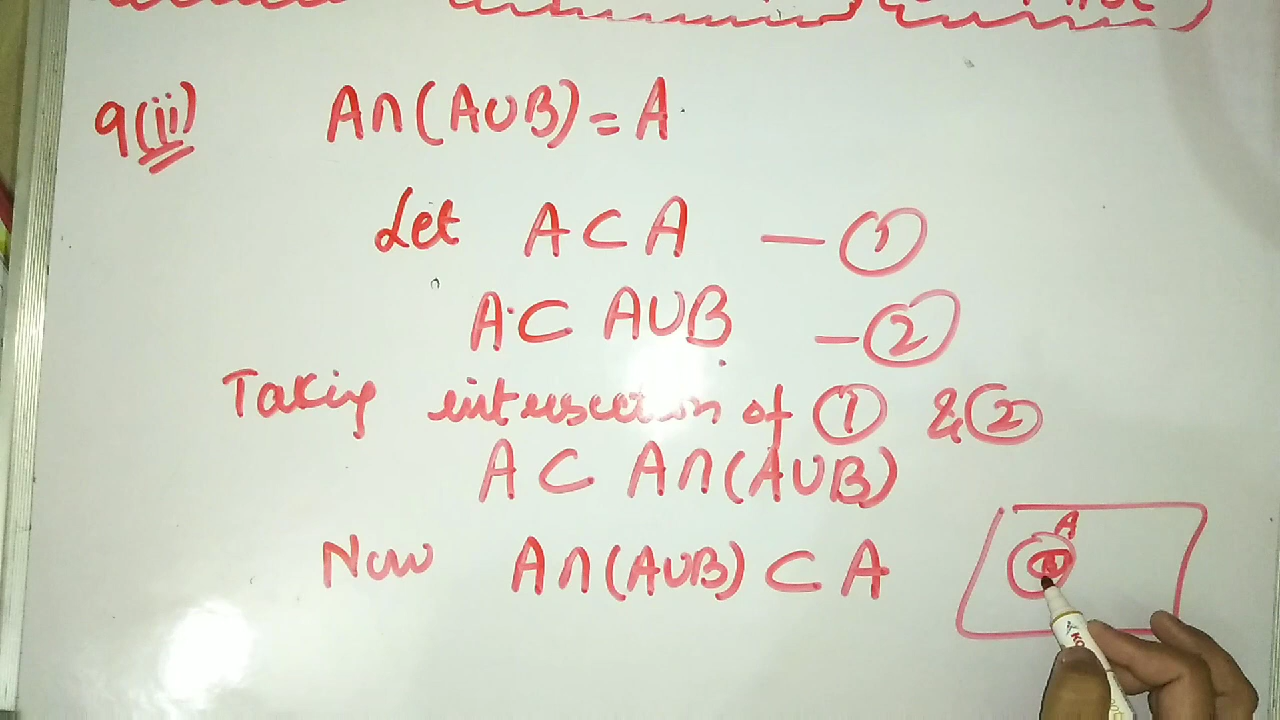 9(ii) A∩(A∪B)=A
Let A⊂A — ①
A⊂ A∪B — ②
Taking intersection of ① & ②
A⊂ A∩(A∪B)
Now A∩(A∪B) ⊂ A
A